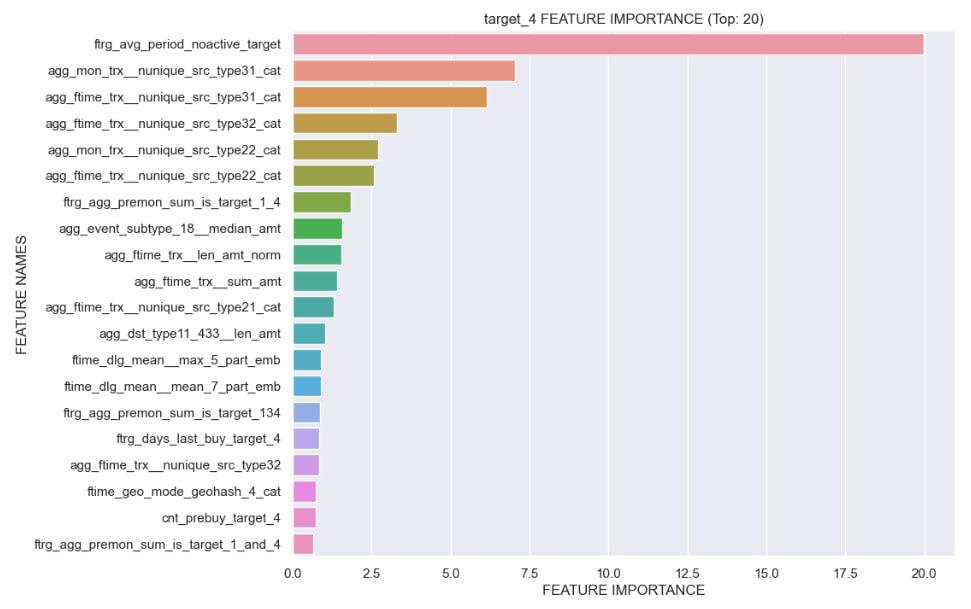 target_4 FEATURE IMPORTANCE (Top: 20)
ftrg_avg_period_noactive_target
agg_mon_trx__nunique_src_type31_cat
agg_ftime_trx__nunique_src_type31_cat
agg_ftime_trx__nunique_src_type32_cat
agg_mon_trx__nunique_src_type22_cat
agg_ftime_trx__nunique_src_type22_cat
ftrg_agg_premon_sum_is_target_1_4
agg_event_subtype_18__median_amt
agg_ftime_trx__len_amt_norm
agg_ftime_trx__sum_amt
agg_ftime_trx__nunique_src_type21_cat
agg_dst_type11_433__len_amt
ftime_dlg_mean__max_5_part_emb
ftime_dlg_mean__mean_7_part_emb
ftrg_agg_premon_sum_is_target_134
ftrg_days_last_buy_target_4
agg_ftime_trx__nunique_src_type32
ftime_geo_mode_geohash_4_cat
cnt_prebuy_target_4
ftrg_agg_premon_sum_is_target_1_and_4
FEATURE NAMES
0.0 2.5 5.0 7.5 10.0 12.5 15.0 17.5 20.0
FEATURE IMPORTANCE